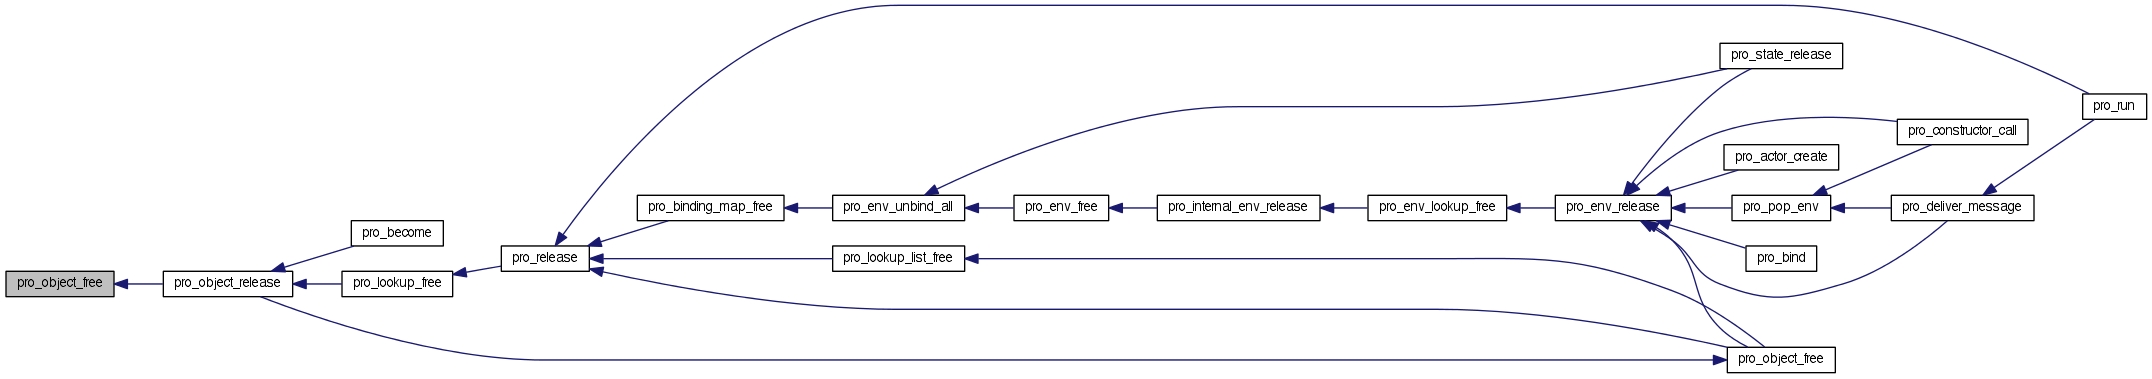 pro_object_free
pro_object_release
pro_become
pro_lookup_free
pro_release
pro_binding_map_free
pro_lookup_list_free
pro_env_unbind_all
pro_env_free
pro_internal_env_release
pro_env_lookup_free
pro_env_release
pro_state_release
pro_actor_create
pro_pop_env
pro_bind
pro_object_free
pro_constructor_call
pro_deliver_message
pro_run